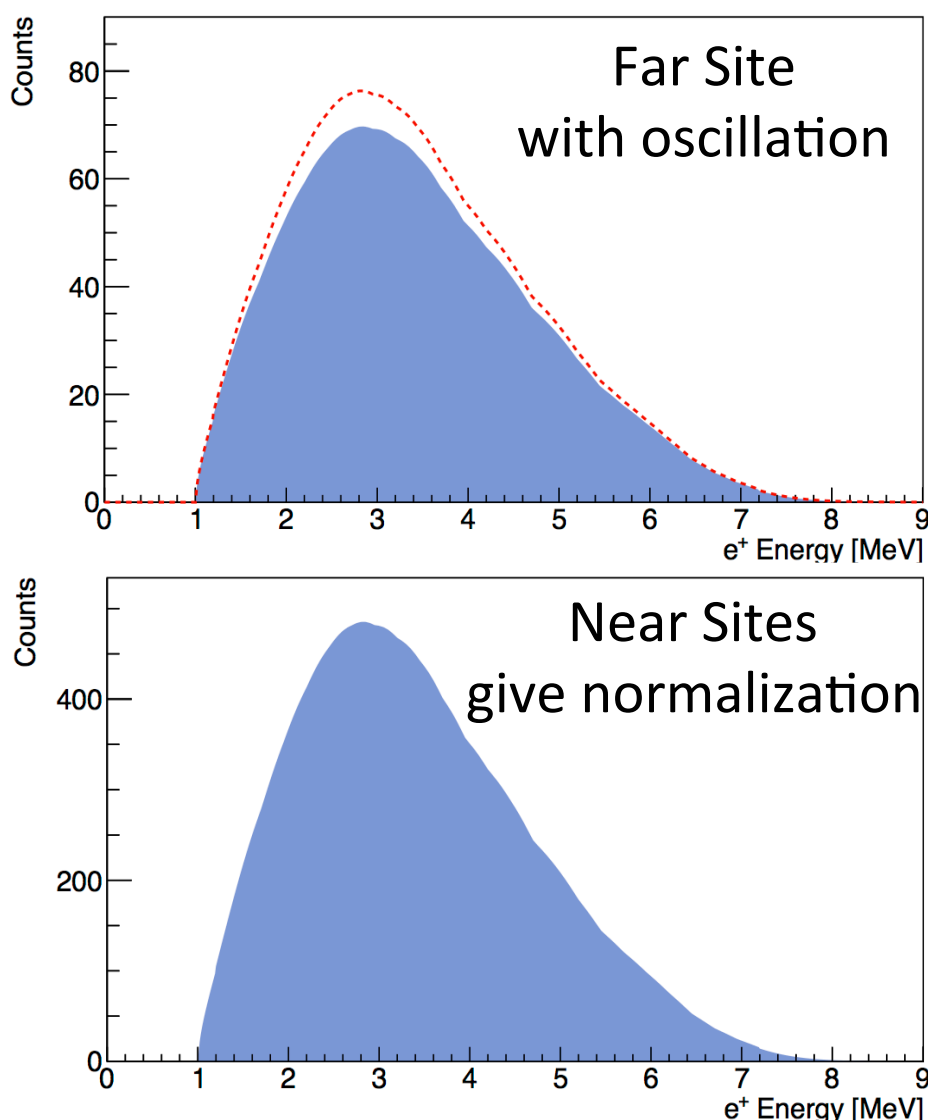 Counts
Far Site
with oscillation
80
60
40
20
0
0 1 2 3 4 5 6 7 8 9
e⁺ Energy [MeV]
Counts
Near Sites
give normalization
400
200
0
0 1 2 3 4 5 6 7 8 9
e⁺ Energy [MeV]